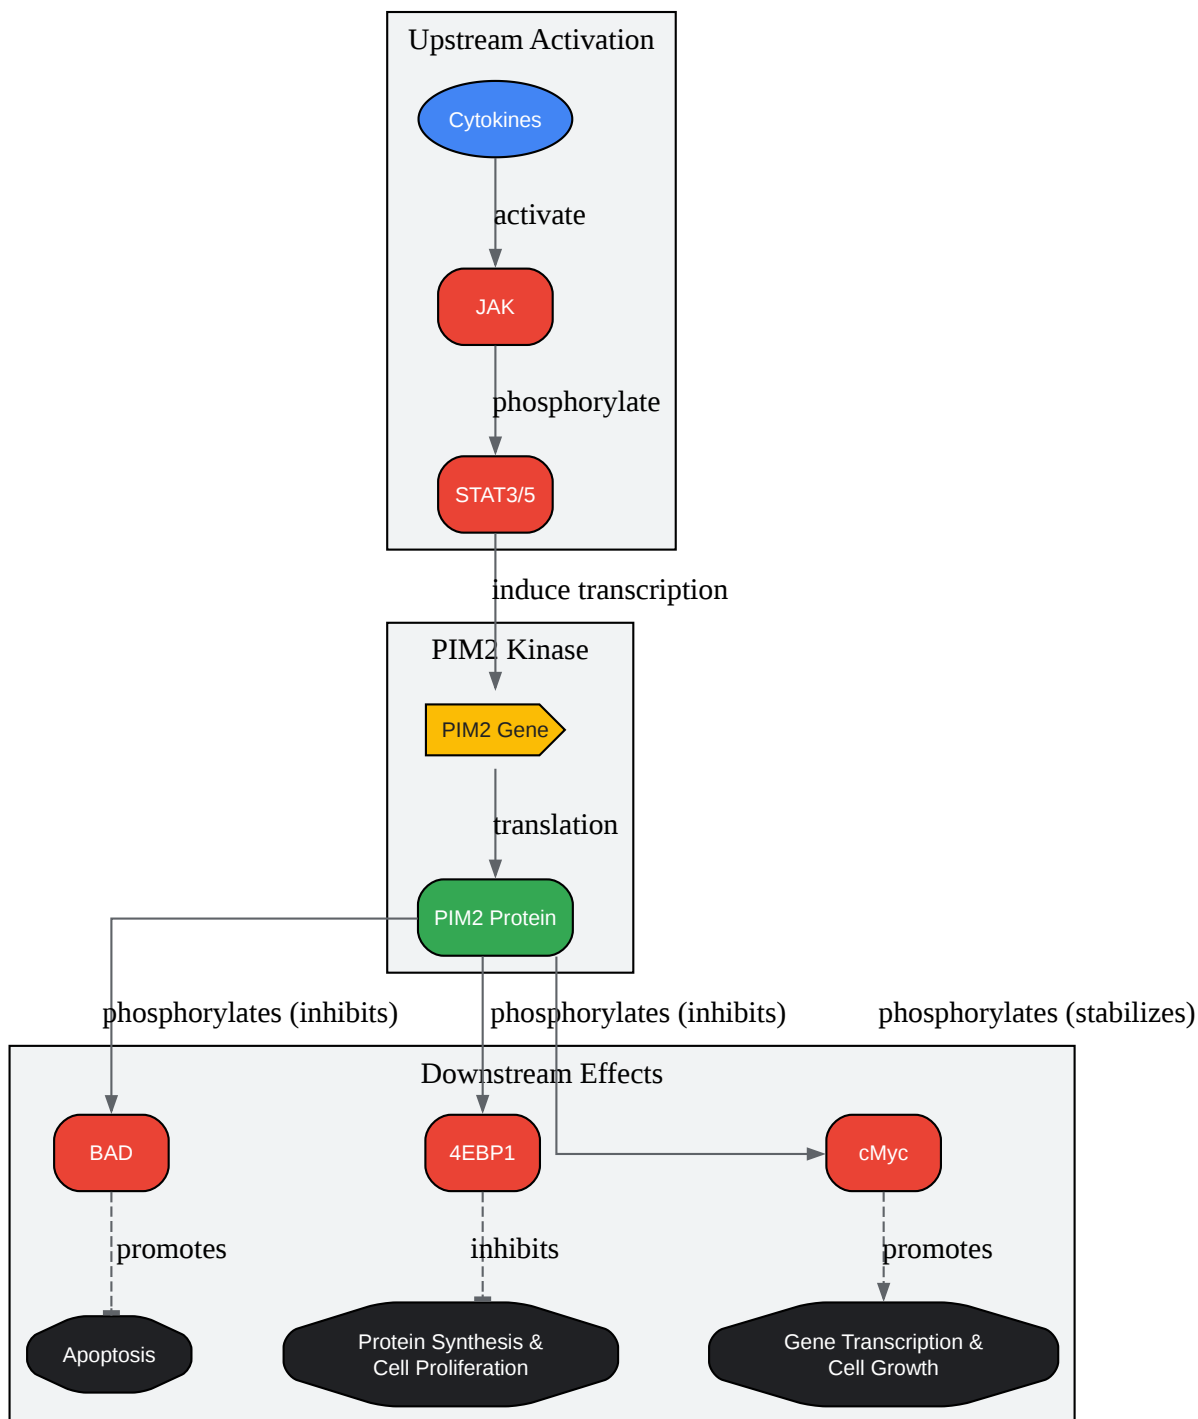 Upstream Activation
Cytokines
activate
JAK
phosphorylate
STAT3/5
induce transcription
PIM2 Kinase
PIM2 Gene
translation
PIM2 Protein
phosphorylates (inhibits)
phosphorylates (inhibits)
phosphorylates (stabilizes)
Downstream Effects
BAD
4EBP1
cMyc
promotes
inhibits
promotes
Apoptosis
Protein Synthesis &
Cell Proliferation
Gene Transcription &
Cell Growth